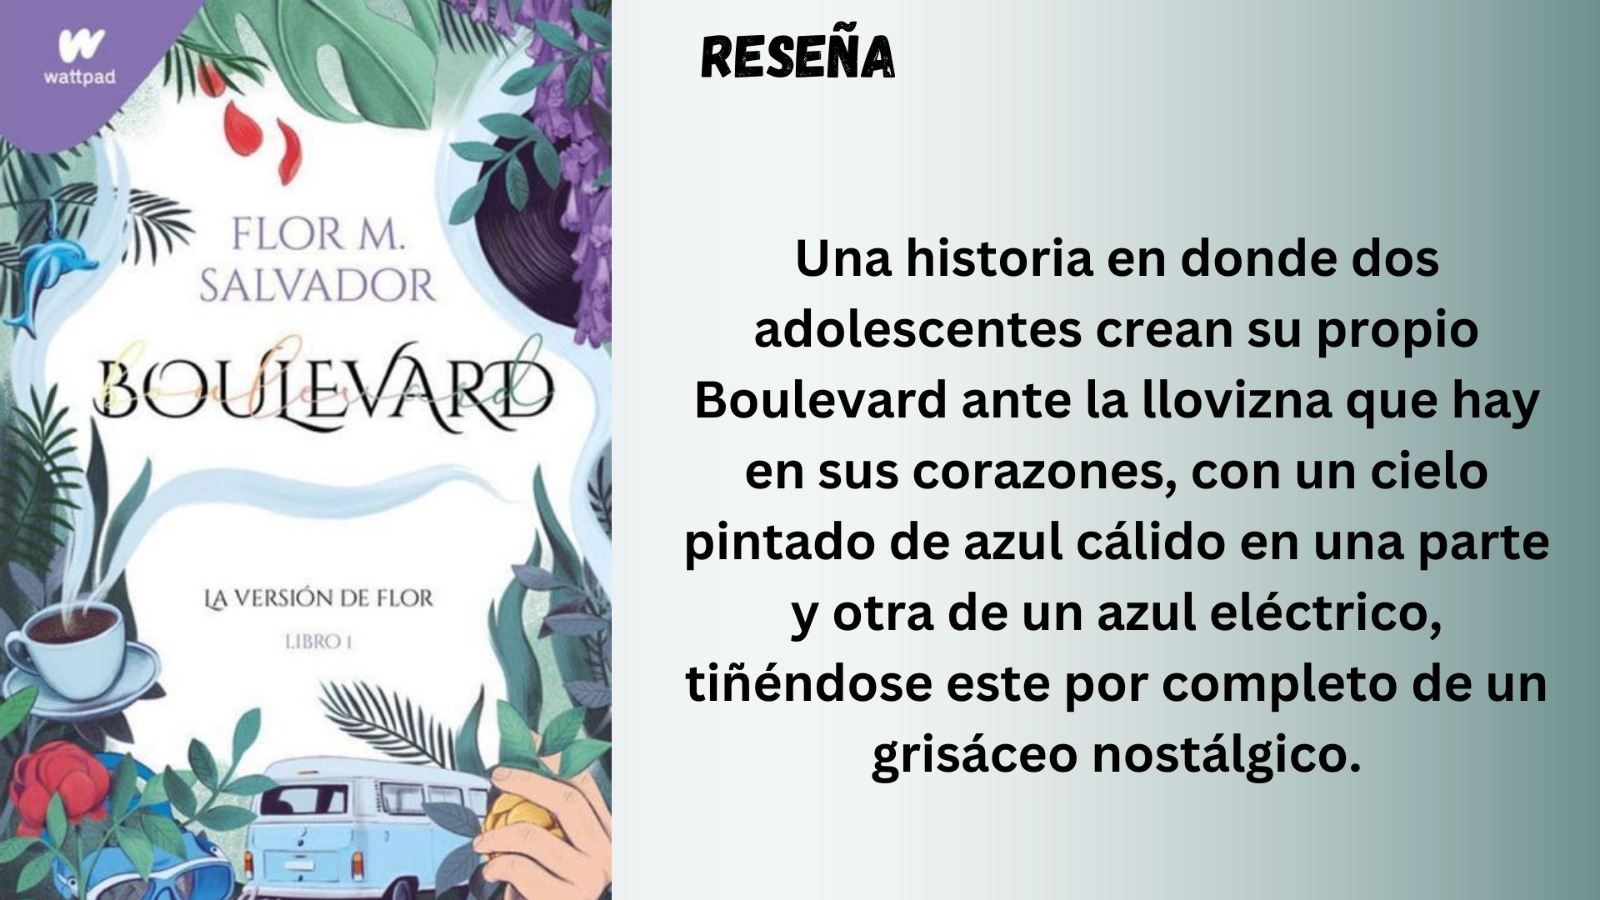 wattpad
FLOR M.
SALVADOR
BOULEVARD
boulevard
LA VERSIÓN DE FLOR
LIBRO 1
RESEÑA
Una historia en donde dos
adolescentes crean su propio
Boulevard ante la llovizna que hay
en sus corazones, con un cielo
pintado de azul cálido en una parte
y otra de un azul eléctrico,
tiñéndose este por completo de un
grisáceo nostálgico.